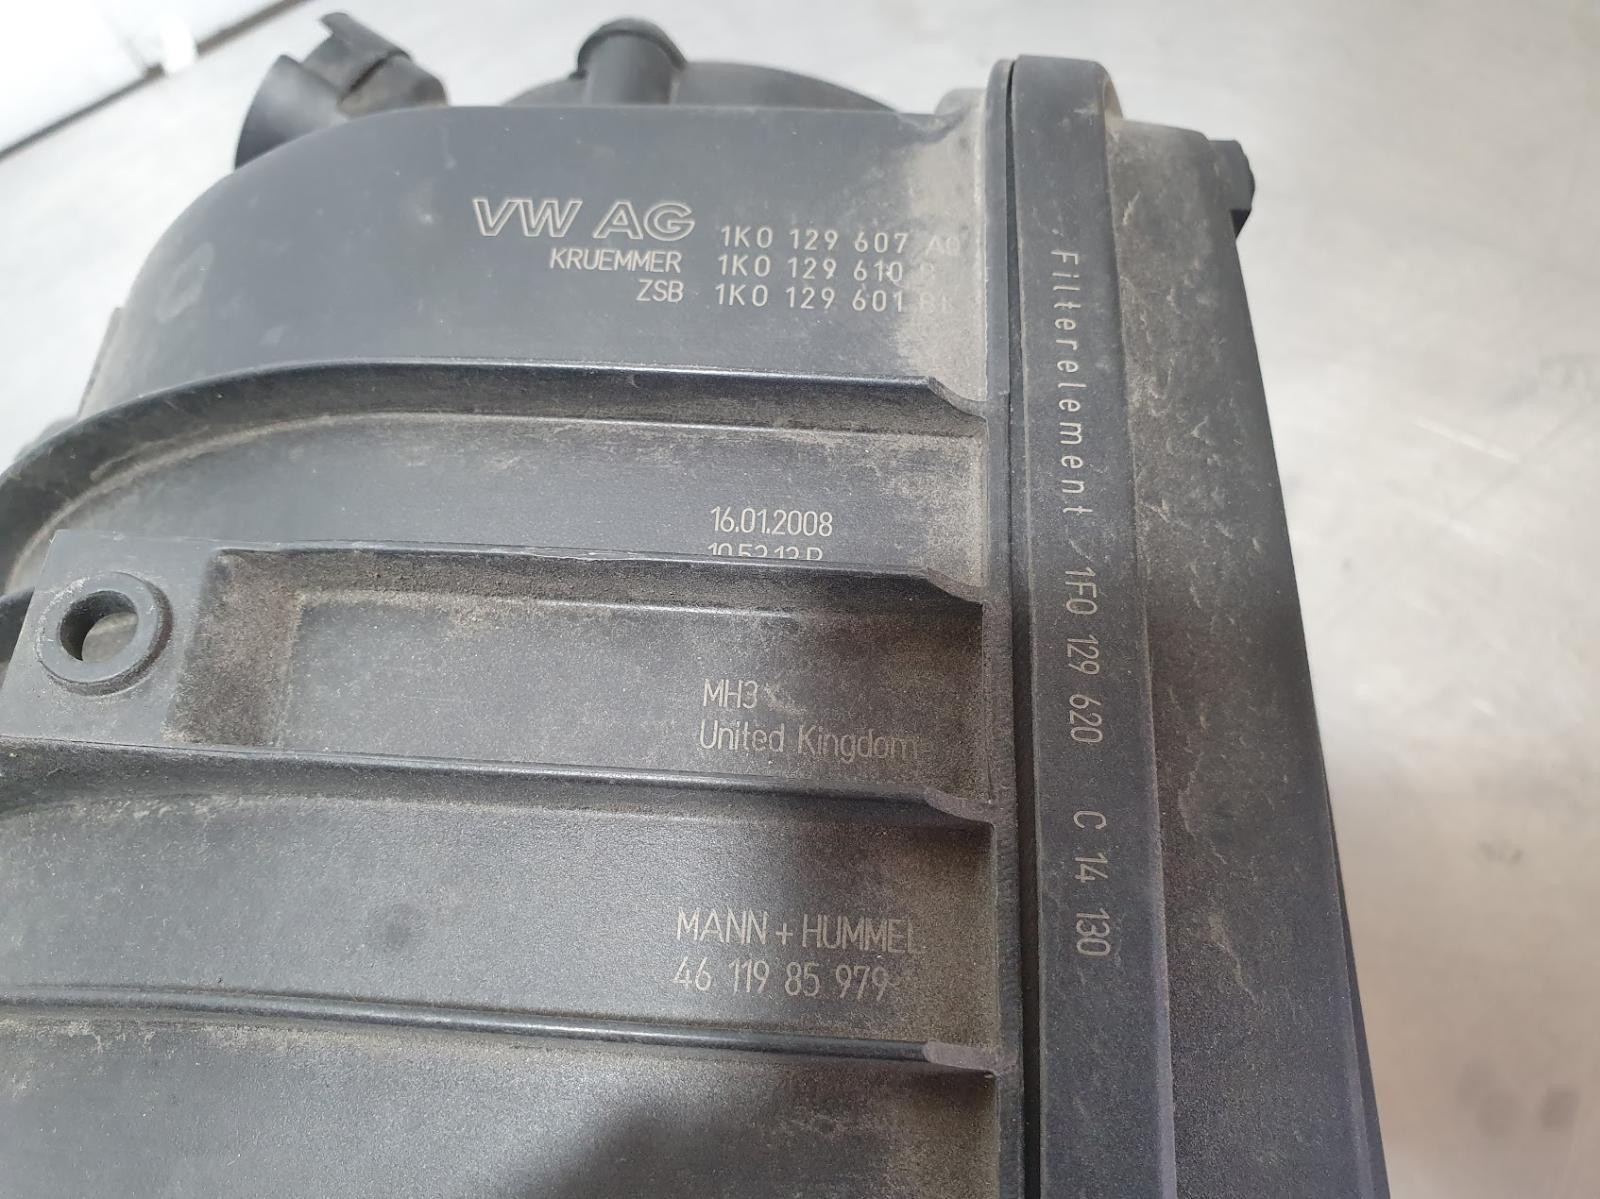 VW AG 1K0 129 607 AQ
KRUEMMER 1K0 129 610
ZSB 1K0 129 601
16.01.2008
MH3
United Kingdom
MANN + HUMMEL
46 119 85 979
Filterelement /1F0 129 620 C 14 130